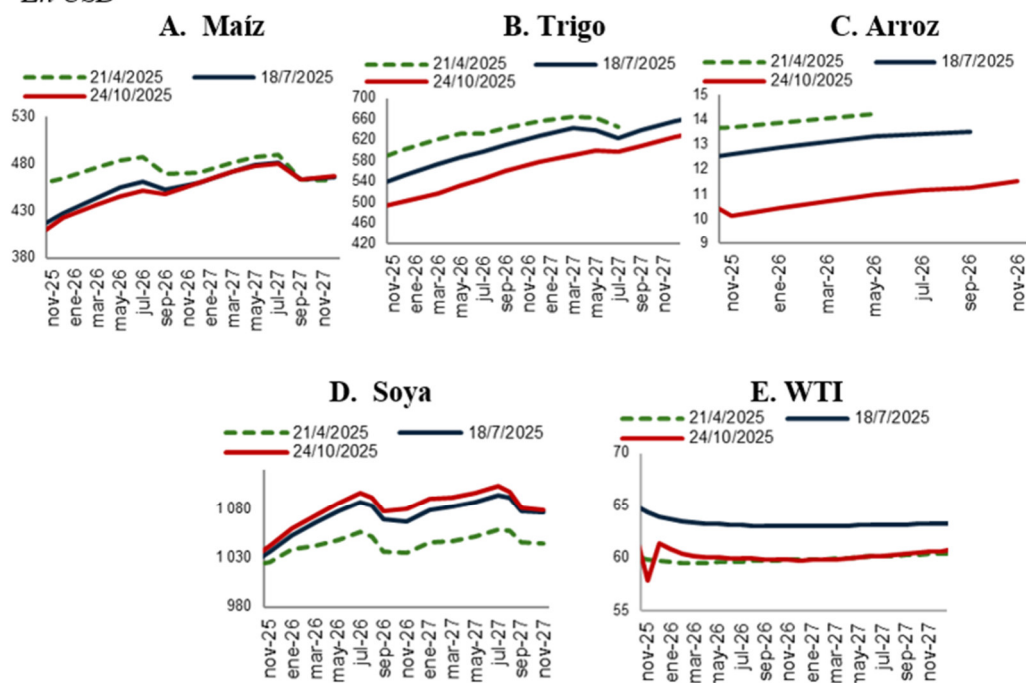 En USD
A. Maíz
21/4/2025
18/7/2025
24/10/2025
530
480
430
380
nov-25
ene-26
mar-26
may-26
jul-26
sep-26
nov-26
ene-27
mar-27
may-27
jul-27
sep-27
nov-27
B. Trigo
21/4/2025
18/7/2025
24/10/2025
700
660
620
580
540
500
460
420
nov-25
ene-26
mar-26
may-26
jul-26
sep-26
nov-26
ene-27
mar-27
may-27
jul-27
sep-27
nov-27
C. Arroz
21/4/2025
18/7/2025
24/10/2025
15
14
13
12
11
10
9
nov-25
ene-26
mar-26
may-26
jul-26
sep-26
nov-26
D. Soya
21/4/2025
18/7/2025
24/10/2025
1 080
1 030
980
nov-25
ene-26
mar-26
may-26
jul-26
sep-26
nov-26
ene-27
mar-27
may-27
jul-27
sep-27
nov-27
E. WTI
21/4/2025
18/7/2025
24/10/2025
70
65
60
55
nov-25
ene-26
mar-26
may-26
jul-26
sep-26
nov-26
ene-27
mar-27
may-27
jul-27
sep-27
nov-27